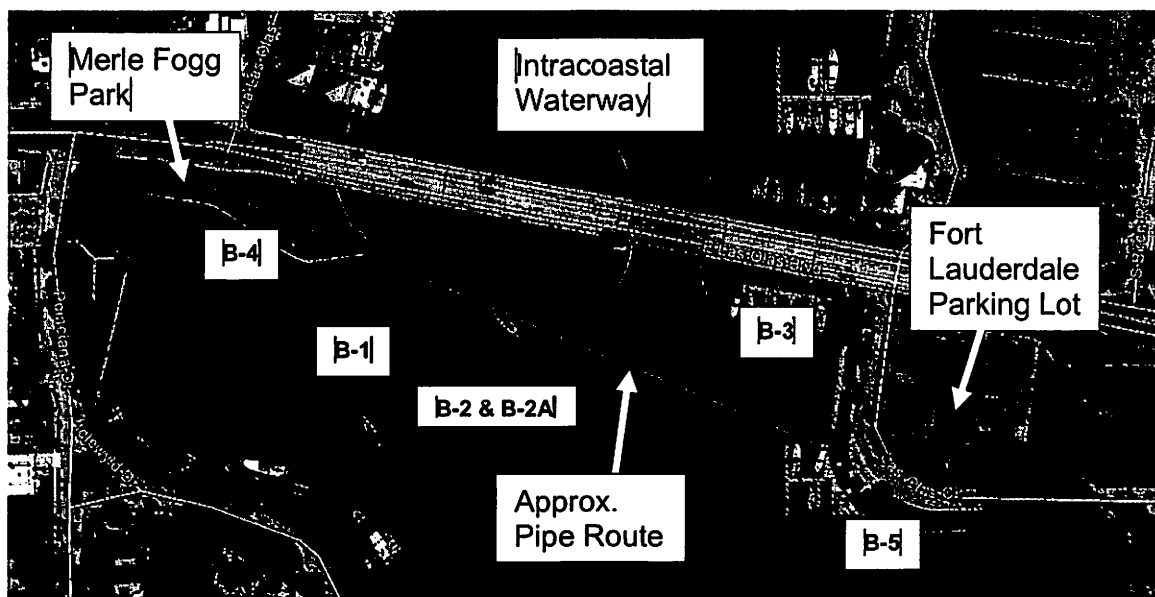 Merle Fogg
Park
Intracoastal
Waterway
B-4
Fort
Lauderdale
Parking Lot
B-3
B-1
B-2 & B-2A
Approx.
Pipe Route
B-5